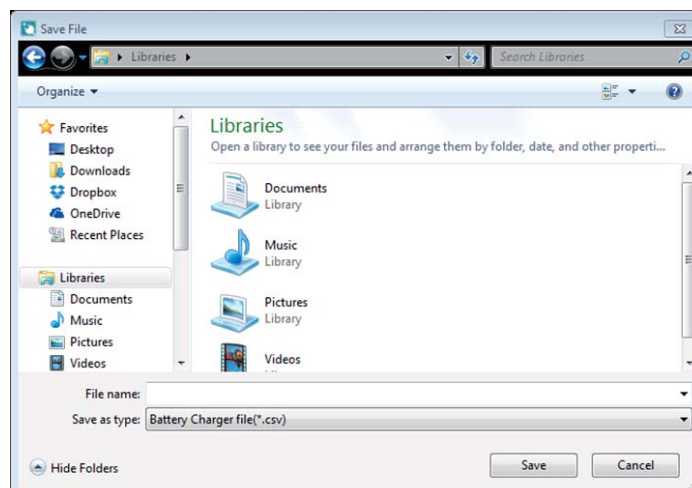 Save File
Libraries
Search Libraries
Organize
Favorites
Desktop
Downloads
Dropbox
OneDrive
Recent Places
Libraries
Documents
Music
Pictures
Videos
Libraries
Open a library to see your files and arrange them by folder, date, and other properti...
Documents
Library
Music
Library
Pictures
Library
Videos
File name:
Save as type: Battery Charger file(*.csv)
Hide Folders
Save
Cancel